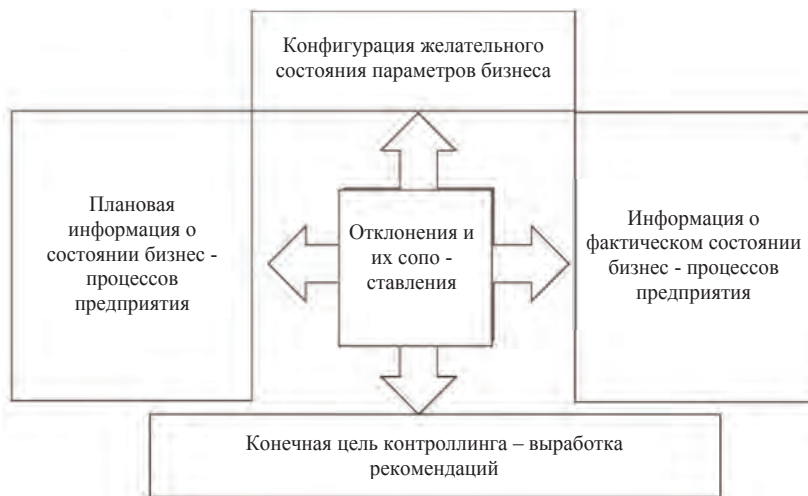 Конфигурация желательного
состояния параметров бизнеса
Плановая
информация о
состоянии бизнес -
процессов
предприятия
Отклонения и
их сопо -
ставления
Информация о
фактическом состоянии
бизнес - процессов
предприятия
Конечная цель контроллинга – выработка
рекомендаций